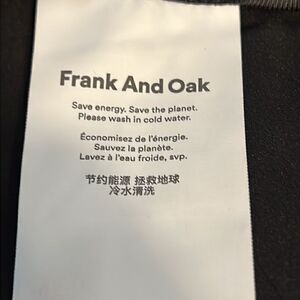 Frank And Oak
Save energy. Save the planet.
Please wash in cold water.
Économisez de l'énergie.
Sauvez la planète.
Lavez à l'eau froide, svp.
节约能源 拯救地球
冷水清洗